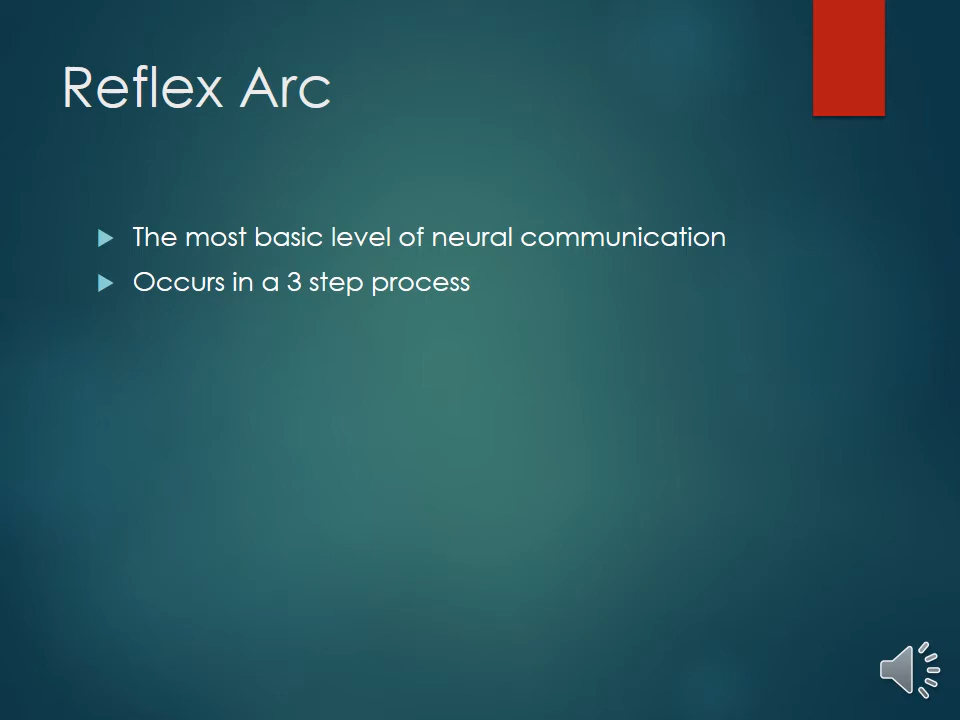 Reflex Arc
The most basic level of neural communication
Occurs in a 3 step process